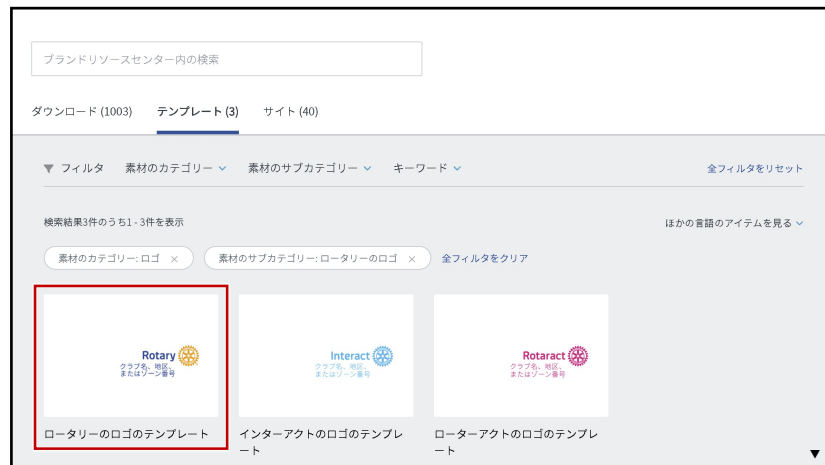 ブランドリソースセンター内の検索
ダウンロード (1003) テンプレート (3) サイト (40)
フィルタ 素材のカテゴリー 素材のサブカテゴリー キーワード 全フィルタをリセット
検索結果3件のうち1 - 3件を表示 ほかの言語のアイテムを見る
素材のカテゴリー: ロゴ × 素材のサブカテゴリー: ロータリーのロゴ × 全フィルタをクリア
Rotary
クラブ名、地区、
またはゾーン番号
ロータリーのロゴのテンプレート
Interact
クラブ名、地区、
またはゾーン番号
インターアクトのロゴのテンプレ
ート
Rotaract
クラブ名、地区、
またはゾーン番号
ローターアクトのロゴのテンプレ
ート